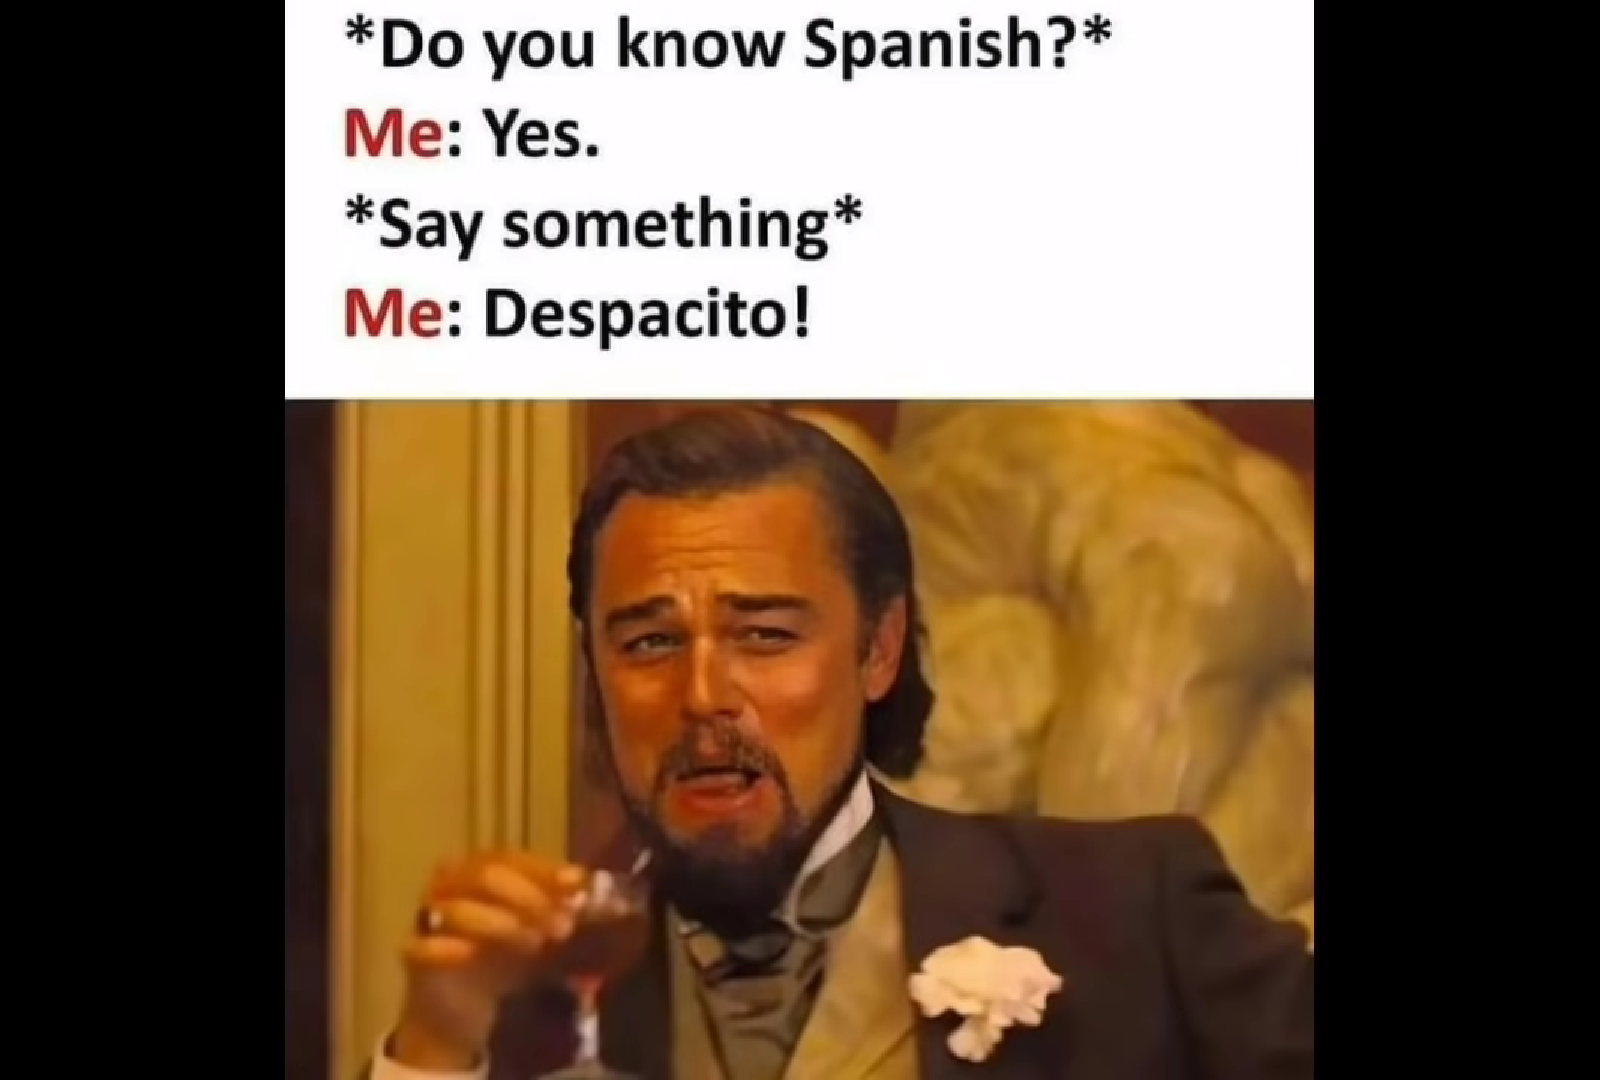 *Do you know Spanish?*
Me: Yes.
*Say something*
Me: Despacito!